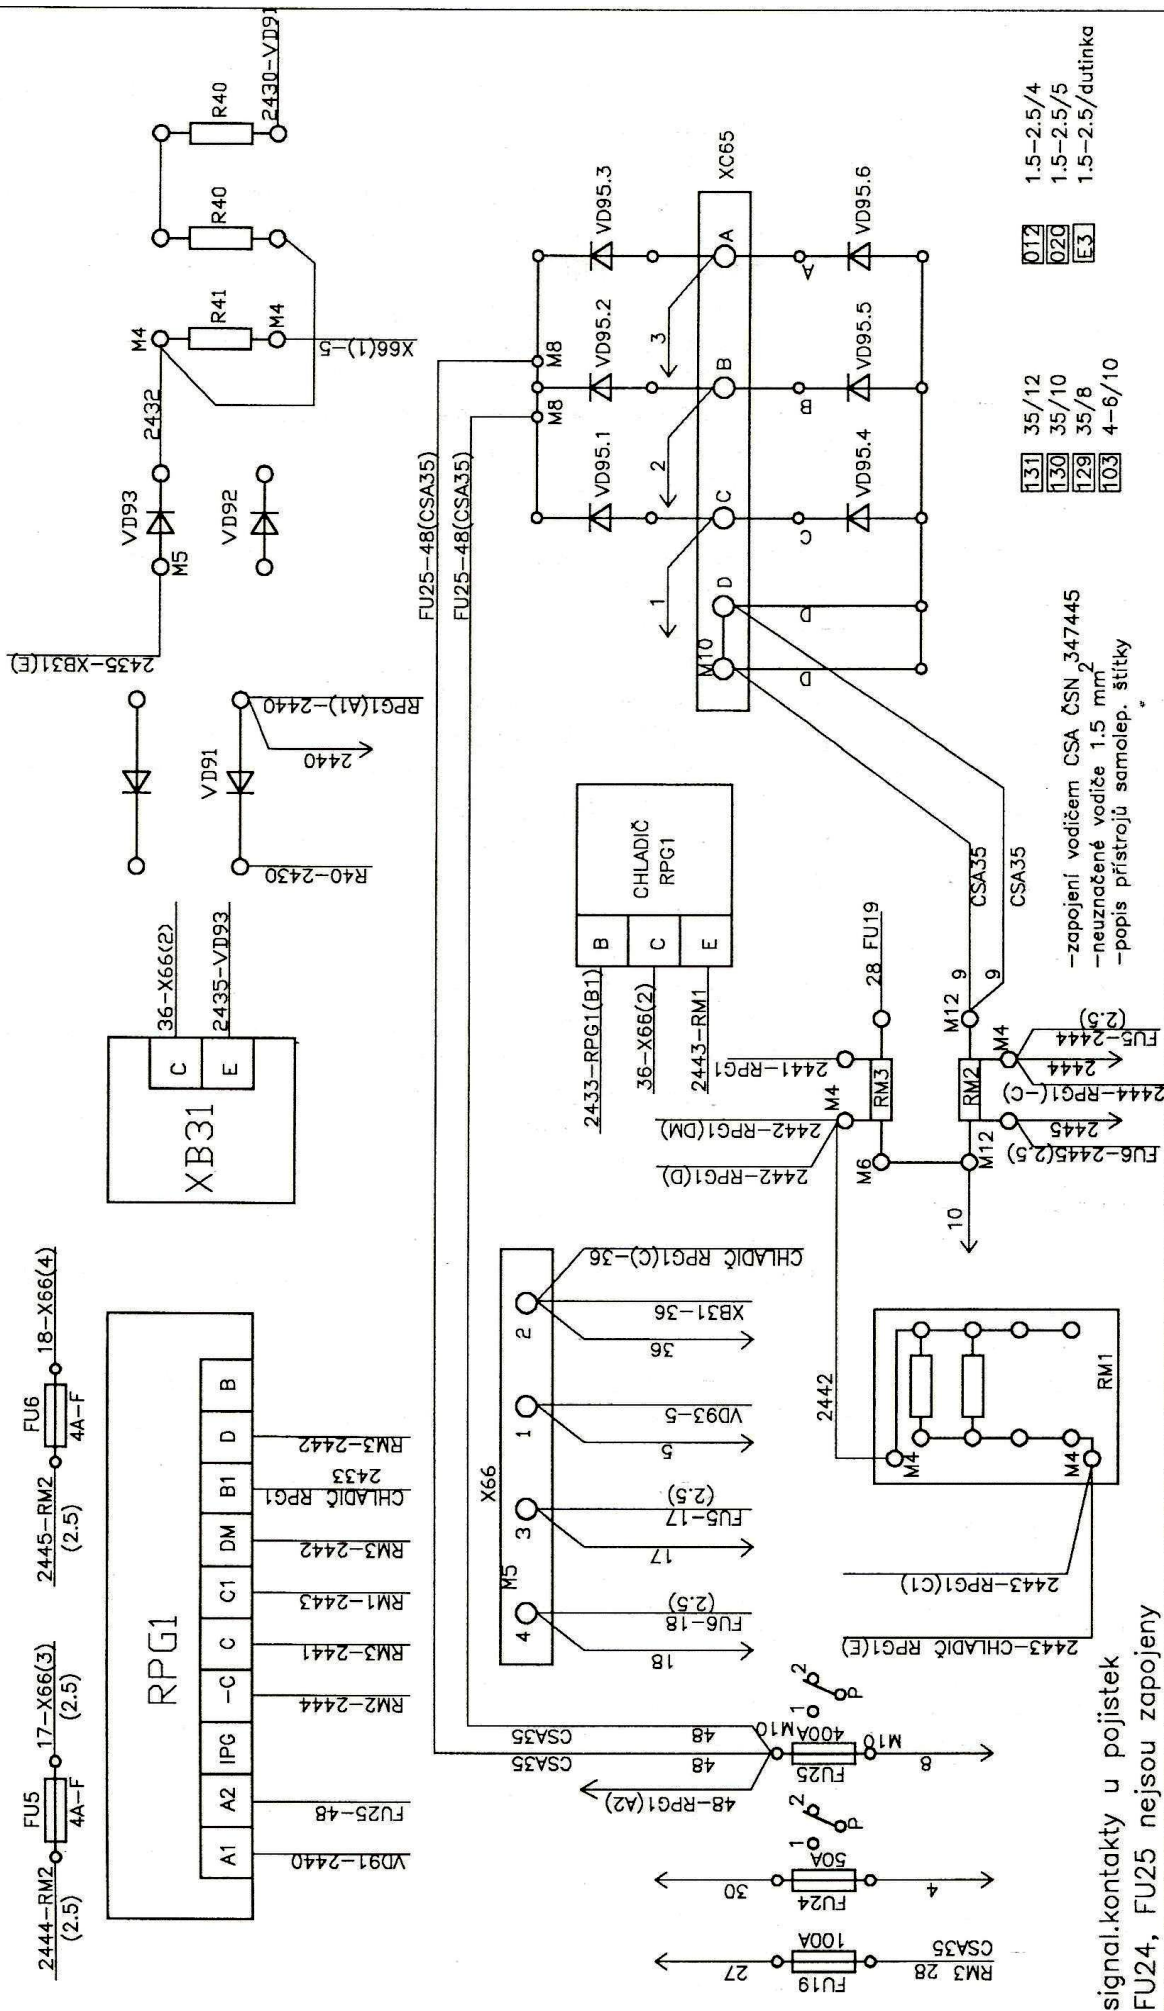 2444-RM2
(2.5)
FU5
4A-F
17-X66(3)
(2.5)
2445-RM2
(2.5)
FU6
4A-F
18-X66(4)
RPG1
A1
A2
IPG
-C
C
C1
DM
B1
D
B
VD91-2440
FU25-48
RM2-2444
RM3-2441
RM1-2443
RM3-2442
CHLADIČ RPG1
2433
RM3-2442
XB31
C
E
36-X66(2)
2435-VD93
R40-2430
VD91
RPG1(A1)-2440
2440
2435-XB31(E)
VD93
M5
VD92
2432
M4
R41
M4
X66(1)-5
R40
R40
2430-VD91
FU25-48(CSA35)
FU25-48(CSA35)
X66
M5
4
3
1
2
18
FU6-18
(2.5)
17
FU5-17
(2.5)
5
VD93-5
36
XB31-36
CHLADIČ RPG1(C)-36
CHLADIČ
RPG1
B
C
E
2433-RPG1(B1)
36-X66(2)
2443-RM1
M8
M8
VD95.1
VD95.2
VD95.3
XC65
M10
D
C
B
A
1
2
3
D
D
C
B
A
VD95.4
VD95.5
VD95.6
CSA35
48
CSA35
48
48-RPG1(A2)
27
FU19
100A
RM3 28
CSA35
30
FU24
50A
4
1
2
P
M10
FU25
400A
M10
8
1
2
P
2443-CHLADIČ RPG1(E)
2443-RPG1(C1)
2442
M4
M4
RM1
2442-RPG1(D)
2442-RPG1(DM)
M4
2441-RPG1
M6
RM3
28 FU19
10
M12
RM2
M12
9
9
CSA35
CSA35
FU6-2445(2.5)
2445
2444-RPG1(-C)
2444
FU5-2444
(2.5)
M4
-zapojení vodičem CSA ČSN 347445
-neuznačené vodiče 1.5 mm2
-popis přístrojů samolep. štítky
131 35/12
130 35/10
129 35/8
103 4-6/10
012 1.5-2.5/4
020 1.5-2.5/5
E3 1.5-2.5/dutinka
signal.kontakty u pojistek
FU24, FU25 nejsou zapojeny